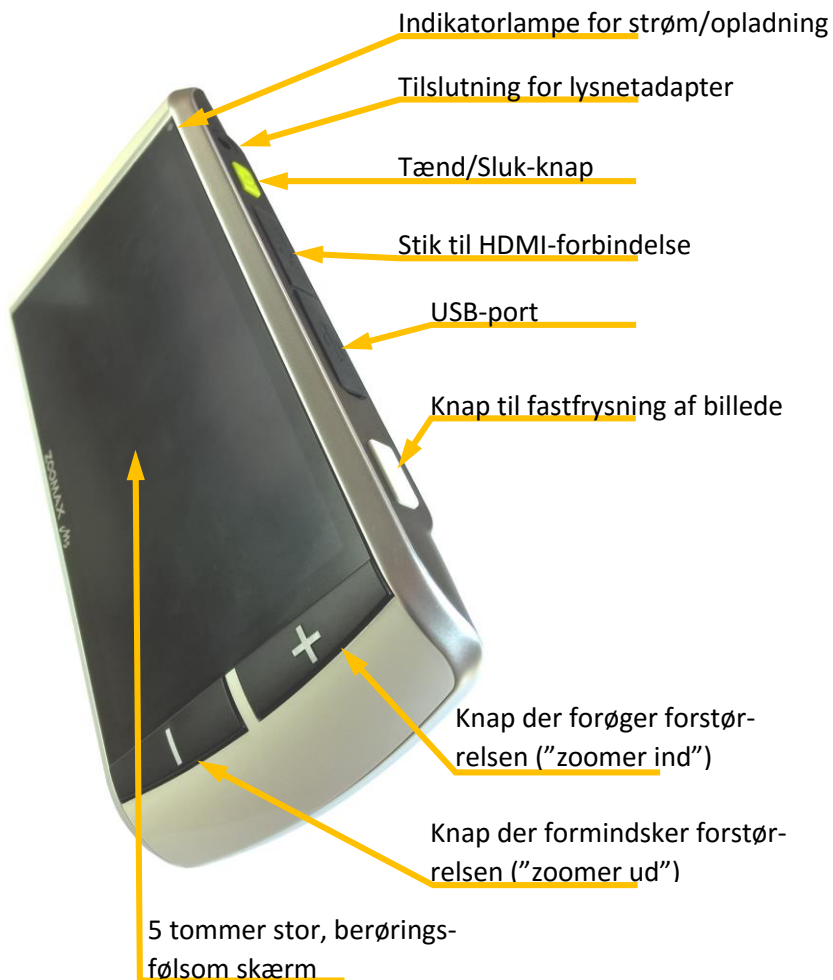 Indikatorlampe for strøm/opladning
Tilslutning for lysnetadapter
Tænd/Sluk-knap
Stik til HDMI-forbindelse
USB-port
Knap til fastfrysning af billede
ZOOMAX
+
Knap der forøger forstør-
relsen (”zoomer ind”)
–
Knap der formindsker forstør-
relsen (”zoomer ud”)
5 tommer stor, berørings-
følsom skærm